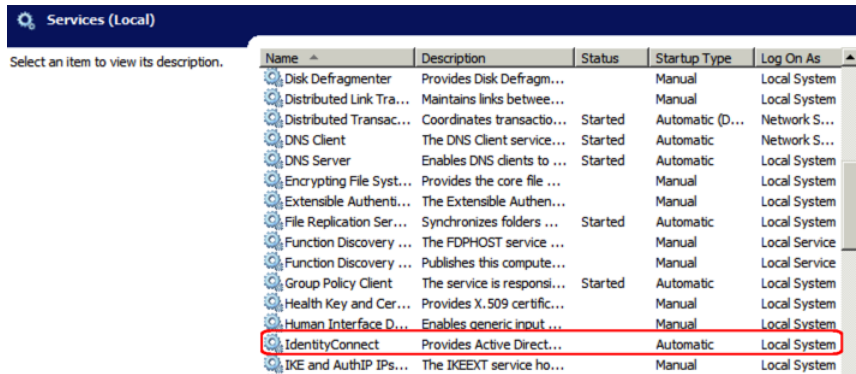 Services (Local)
Select an item to view its description.
Name Description Status Startup Type Log On As
Disk Defragmenter Provides Disk Defragm... Manual Local System
Distributed Link Tra... Maintains links betwee... Manual Local System
Distributed Transac... Coordinates transactio... Started Automatic (D... Network S...
DNS Client The DNS Client service... Started Automatic Network S...
DNS Server Enables DNS clients to ... Started Automatic Local System
Encrypting File Syst... Provides the core file ... Manual Local System
Extensible Authenti... The Extensible Authen... Manual Local System
File Replication Ser... Synchronizes folders ... Started Automatic Local System
Function Discovery ... The FDPHOST service ... Manual Local Service
Function Discovery ... Publishes this compute... Manual Local Service
Group Policy Client The service is responsi... Started Automatic Local System
Health Key and Cer... Provides X.509 certific... Manual Local System
Human Interface D... Enables generic input ... Manual Local System
IdentityConnect Provides Active Direct... Automatic Local System
IKE and AuthIP IPs... The IKEEXT service ho... Manual Local System